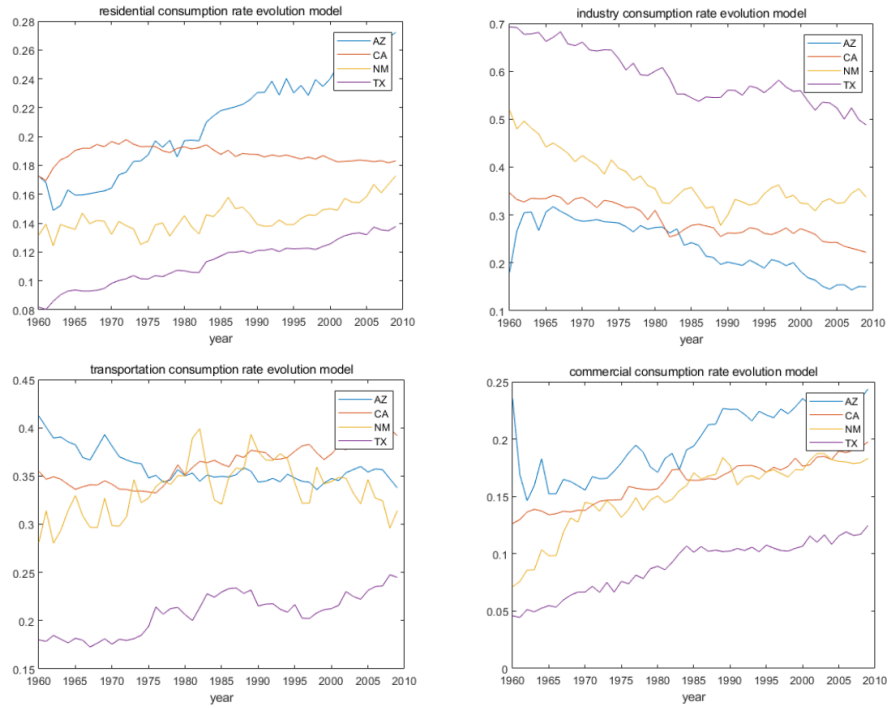 residential consumption rate evolution model
0.28
0.26
0.24
0.22
0.2
0.18
0.16
0.14
0.12
0.1
0.08
1960 1965 1970 1975 1980 1985 1990 1995 2000 2005 2010
year
AZ
CA
NM
TX
industry consumption rate evolution model
0.7
0.6
0.5
0.4
0.3
0.2
0.1
1960 1965 1970 1975 1980 1985 1990 1995 2000 2005 2010
year
AZ
CA
NM
TX
transportation consumption rate evolution model
0.45
0.4
0.35
0.3
0.25
0.2
0.15
1960 1965 1970 1975 1980 1985 1990 1995 2000 2005 2010
year
AZ
CA
NM
TX
commercial consumption rate evolution model
0.25
0.2
0.15
0.1
0.05
0
1960 1965 1970 1975 1980 1985 1990 1995 2000 2005 2010
year
AZ
CA
NM
TX